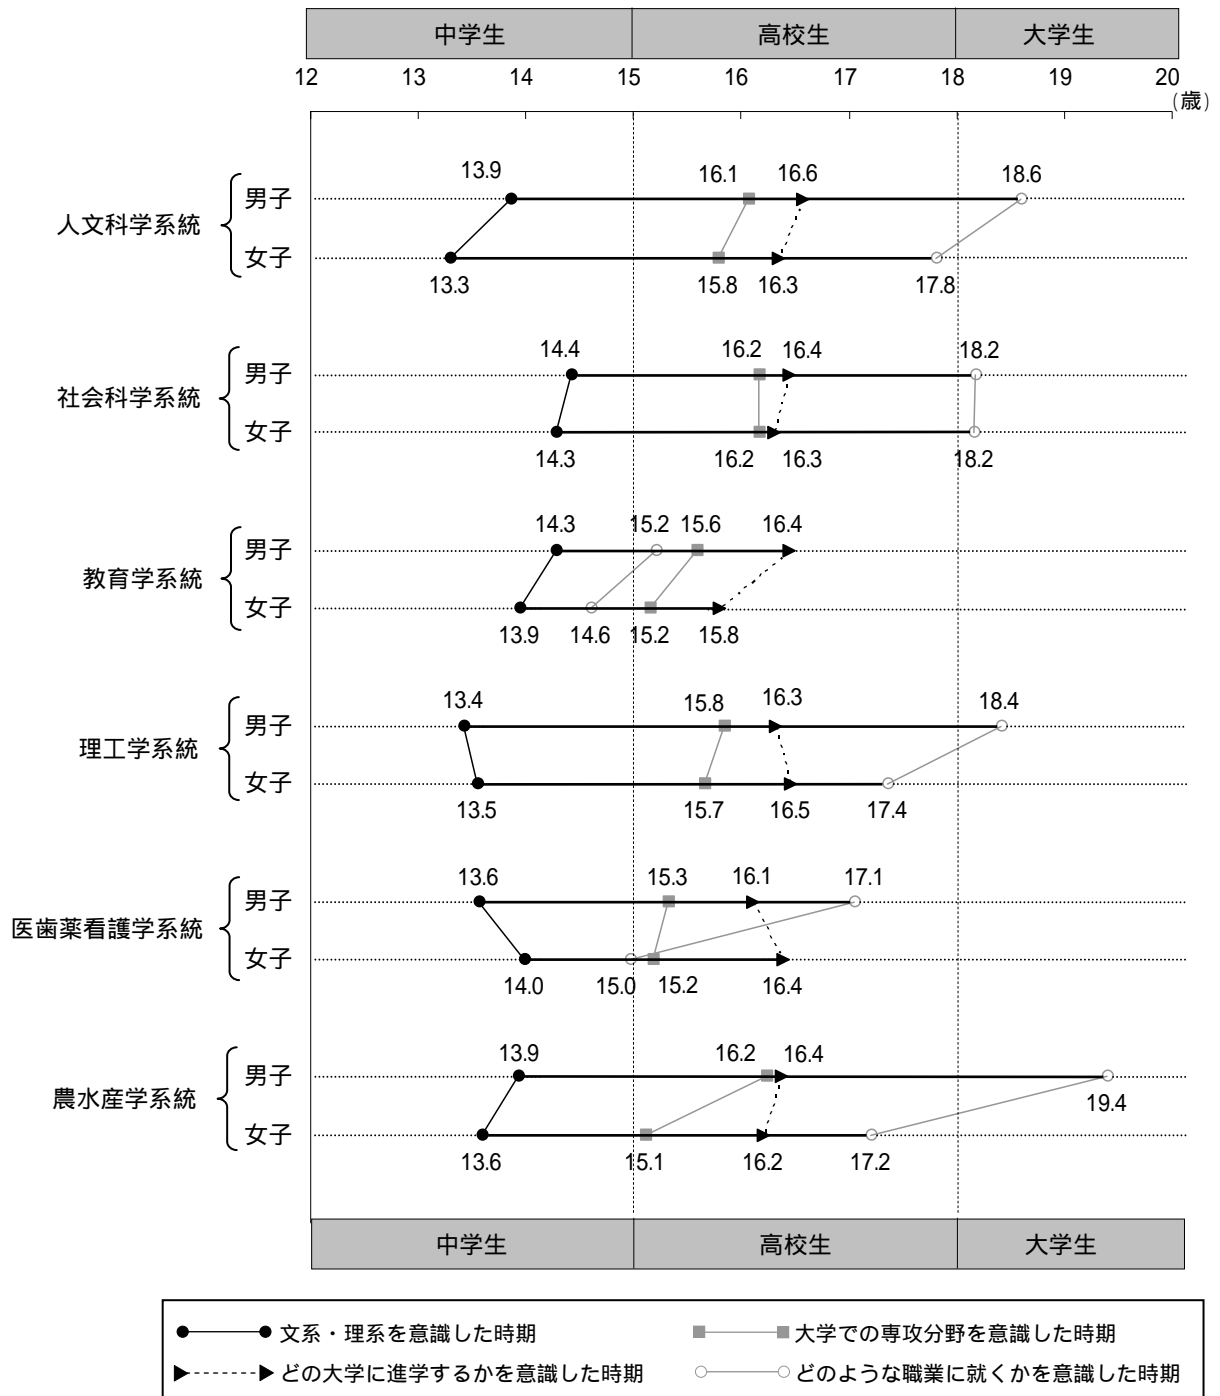 中学生 高校生 大学生
12 13 14 15 16 17 18 19 20
(歳)
13.9 16.1 16.6 18.6
男子
人文科学系統
女子
13.3 15.8 16.3 17.8
14.4 16.2 16.4 18.2
男子
社会科学系統
女子
14.3 16.2 16.3 18.2
14.3 15.2 15.6 16.4
男子
教育学系統
女子
13.9 14.6 15.2 15.8
13.4 15.8 16.3 18.4
男子
理工学系統
女子
13.5 15.7 16.5 17.4
13.6 15.3 16.1 17.1
男子
医歯薬看護学系統
女子
14.0 15.0 15.2 16.4
13.9 16.2 16.4
男子
19.4
農水産学系統
女子
13.6 15.1 16.2 17.2
中学生 高校生 大学生
文系・理系を意識した時期 大学での専攻分野を意識した時期
どの大学に進学するかを意識した時期 どのような職業に就くかを意識した時期